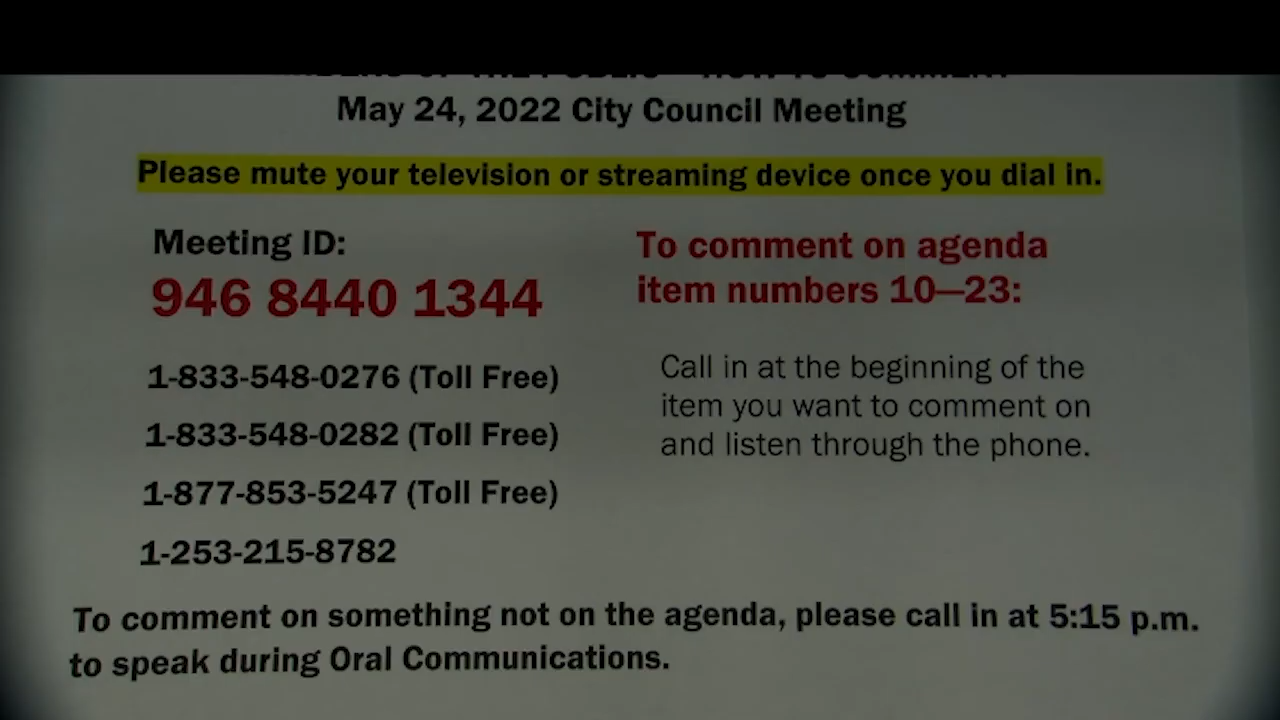 May 24, 2022 City Council Meeting
Please mute your television or streaming device once you dial in.
Meeting ID:
946 8440 1344
1-833-548-0276 (Toll Free)
1-833-548-0282 (Toll Free)
1-877-853-5247 (Toll Free)
1-253-215-8782
To comment on agenda
item numbers 10—23:
Call in at the beginning of the
item you want to comment on
and listen through the phone.
To comment on something not on the agenda, please call in at 5:15 p.m.
to speak during Oral Communications.